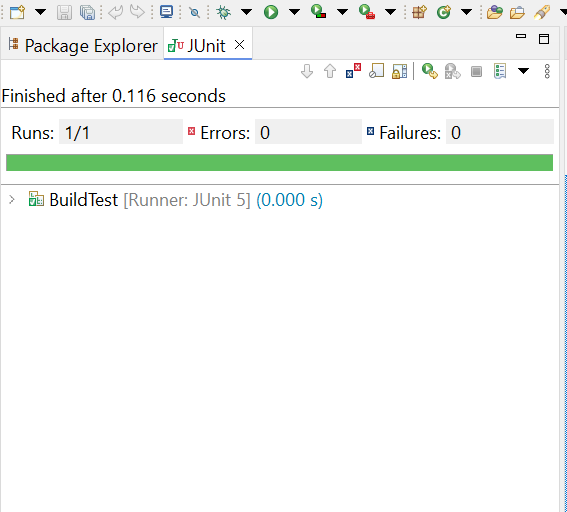 Package Explorer JUnit
Finished after 0.116 seconds
Runs: 1/1 Errors: 0 Failures: 0
BuildTest [Runner: JUnit 5] (0.000 s)